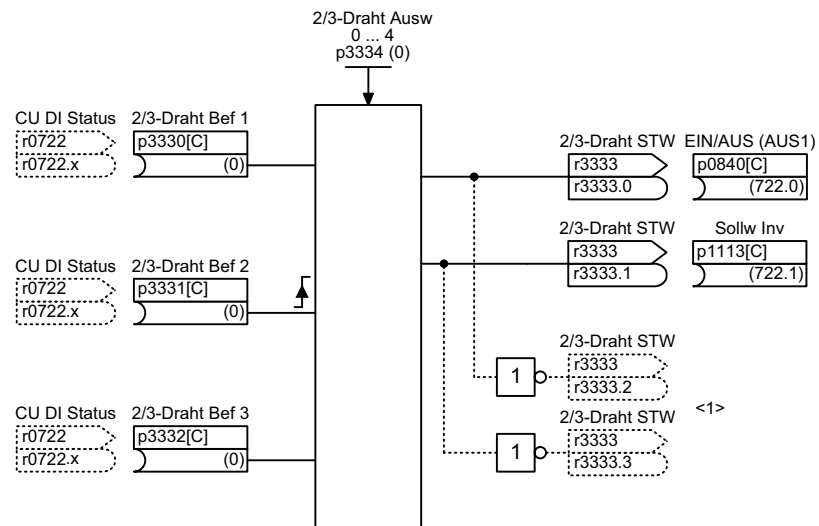 2/3-Draht Ausw
0 ... 4
p3334 (0)
CU DI Status 2/3-Draht Bef 1
r0722 p3330[C]
r0722.x (0)
2/3-Draht STW EIN/AUS (AUS1)
r3333 p0840[C]
r3333.0 (722.0)
2/3-Draht STW Sollw Inv
r3333 p1113[C]
r3333.1 (722.1)
CU DI Status 2/3-Draht Bef 2
r0722 p3331[C]
r0722.x (0)
2/3-Draht STW
1 r3333
r3333.2
<1>
CU DI Status 2/3-Draht Bef 3
r0722 p3332[C]
r0722.x (0)
2/3-Draht STW
1 r3333
r3333.3